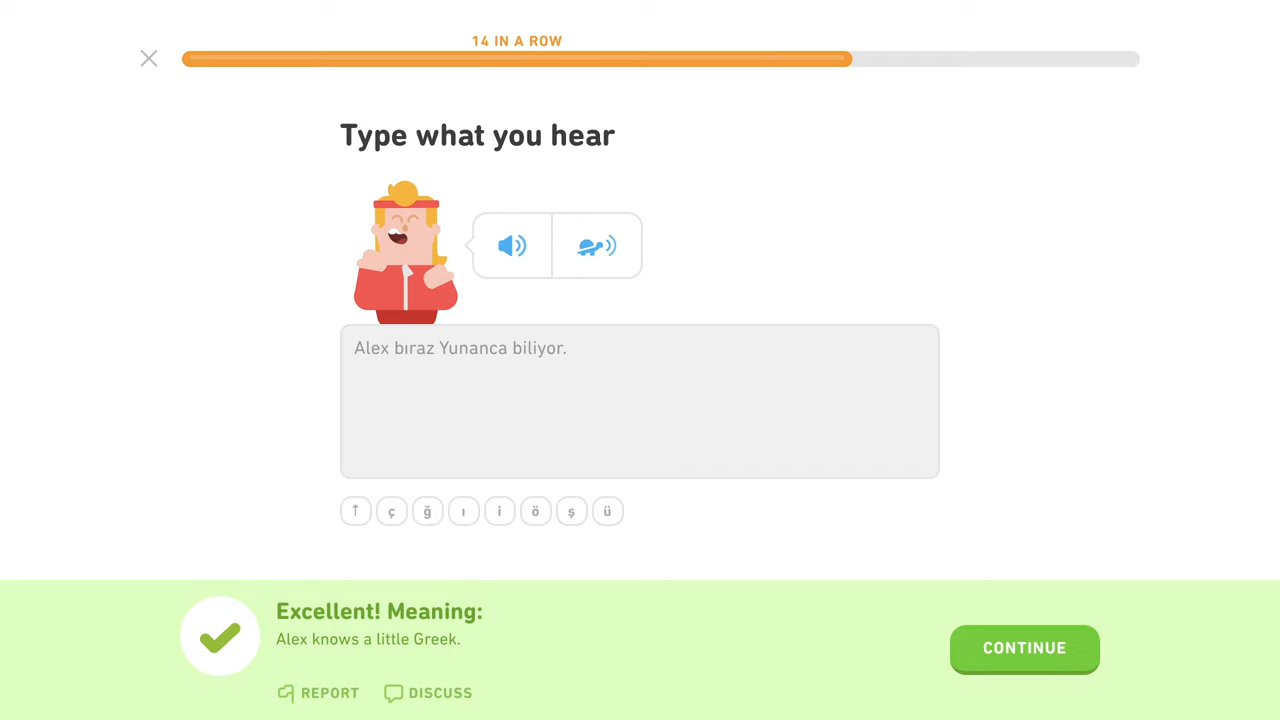 14 IN A ROW
Type what you hear
Alex bıraz Yunanca biliyor.
↑ ç ğ ı i ö ş ü
Excellent! Meaning:
Alex knows a little Greek.
CONTINUE
REPORT DISCUSS